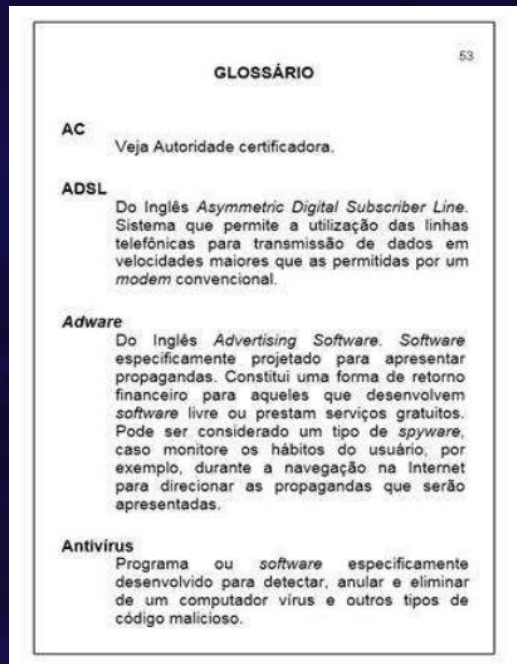 53
GLOSSÁRIO
AC
Veja Autoridade certificadora.
ADSL
Do Inglês Asymmetric Digital Subscriber Line.
Sistema que permite a utilização das linhas
telefônicas para transmissão de dados em
velocidades maiores que as permitidas por um
modem convencional.
Adware
Do Inglês Advertising Software. Software
especificamente projetado para apresentar
propagandas. Constitui uma forma de retorno
financeiro para aqueles que desenvolvem
software livre ou prestam serviços gratuitos.
Pode ser considerado um tipo de spyware,
caso monitore os hábitos do usuário, por
exemplo, durante a navegação na Internet
para direcionar as propagandas que serão
apresentadas.
Antivírus
Programa ou software especificamente
desenvolvido para detectar, anular e eliminar
de um computador vírus e outros tipos de
código malicioso.